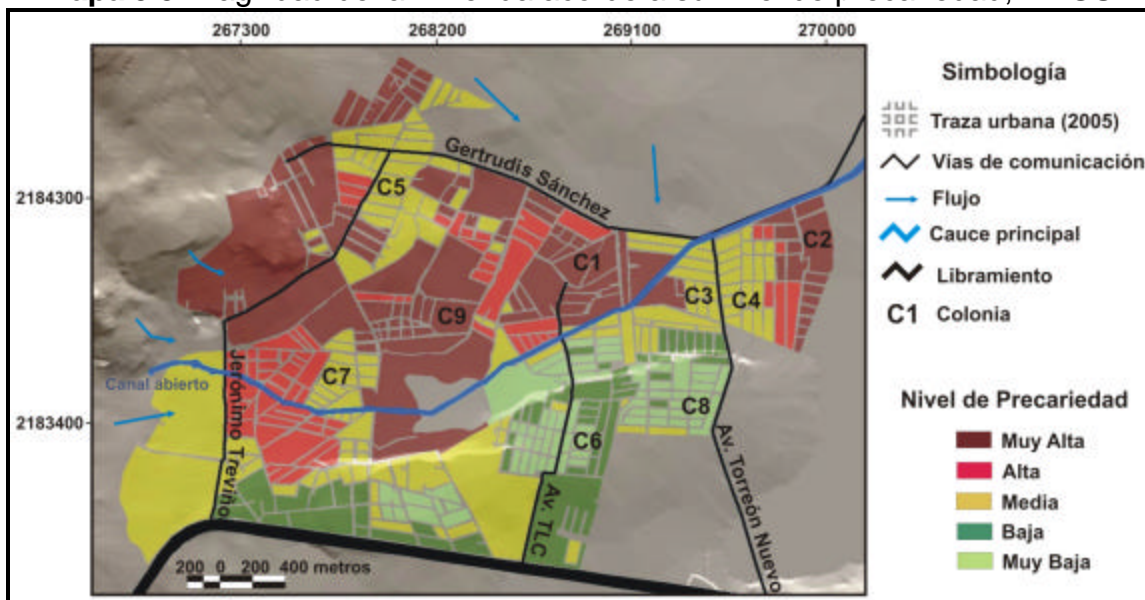 267300 268200 269100 270000
2184300
2183400
Gertrudis Sánchez
C5
C1
C2
C3
C4
C9
C7
C8
C6
Canal abierto
Jerónimo Treviño
Av. TLC
Av. Torreón Nuevo
200 0 200 400 metros
Simbología
Traza urbana (2005)
Vías de comunicación
Flujo
Cauce principal
Libramiento
C1 Colonia
Nivel de Precariedad
Muy Alta
Alta
Media
Baja
Muy Baja